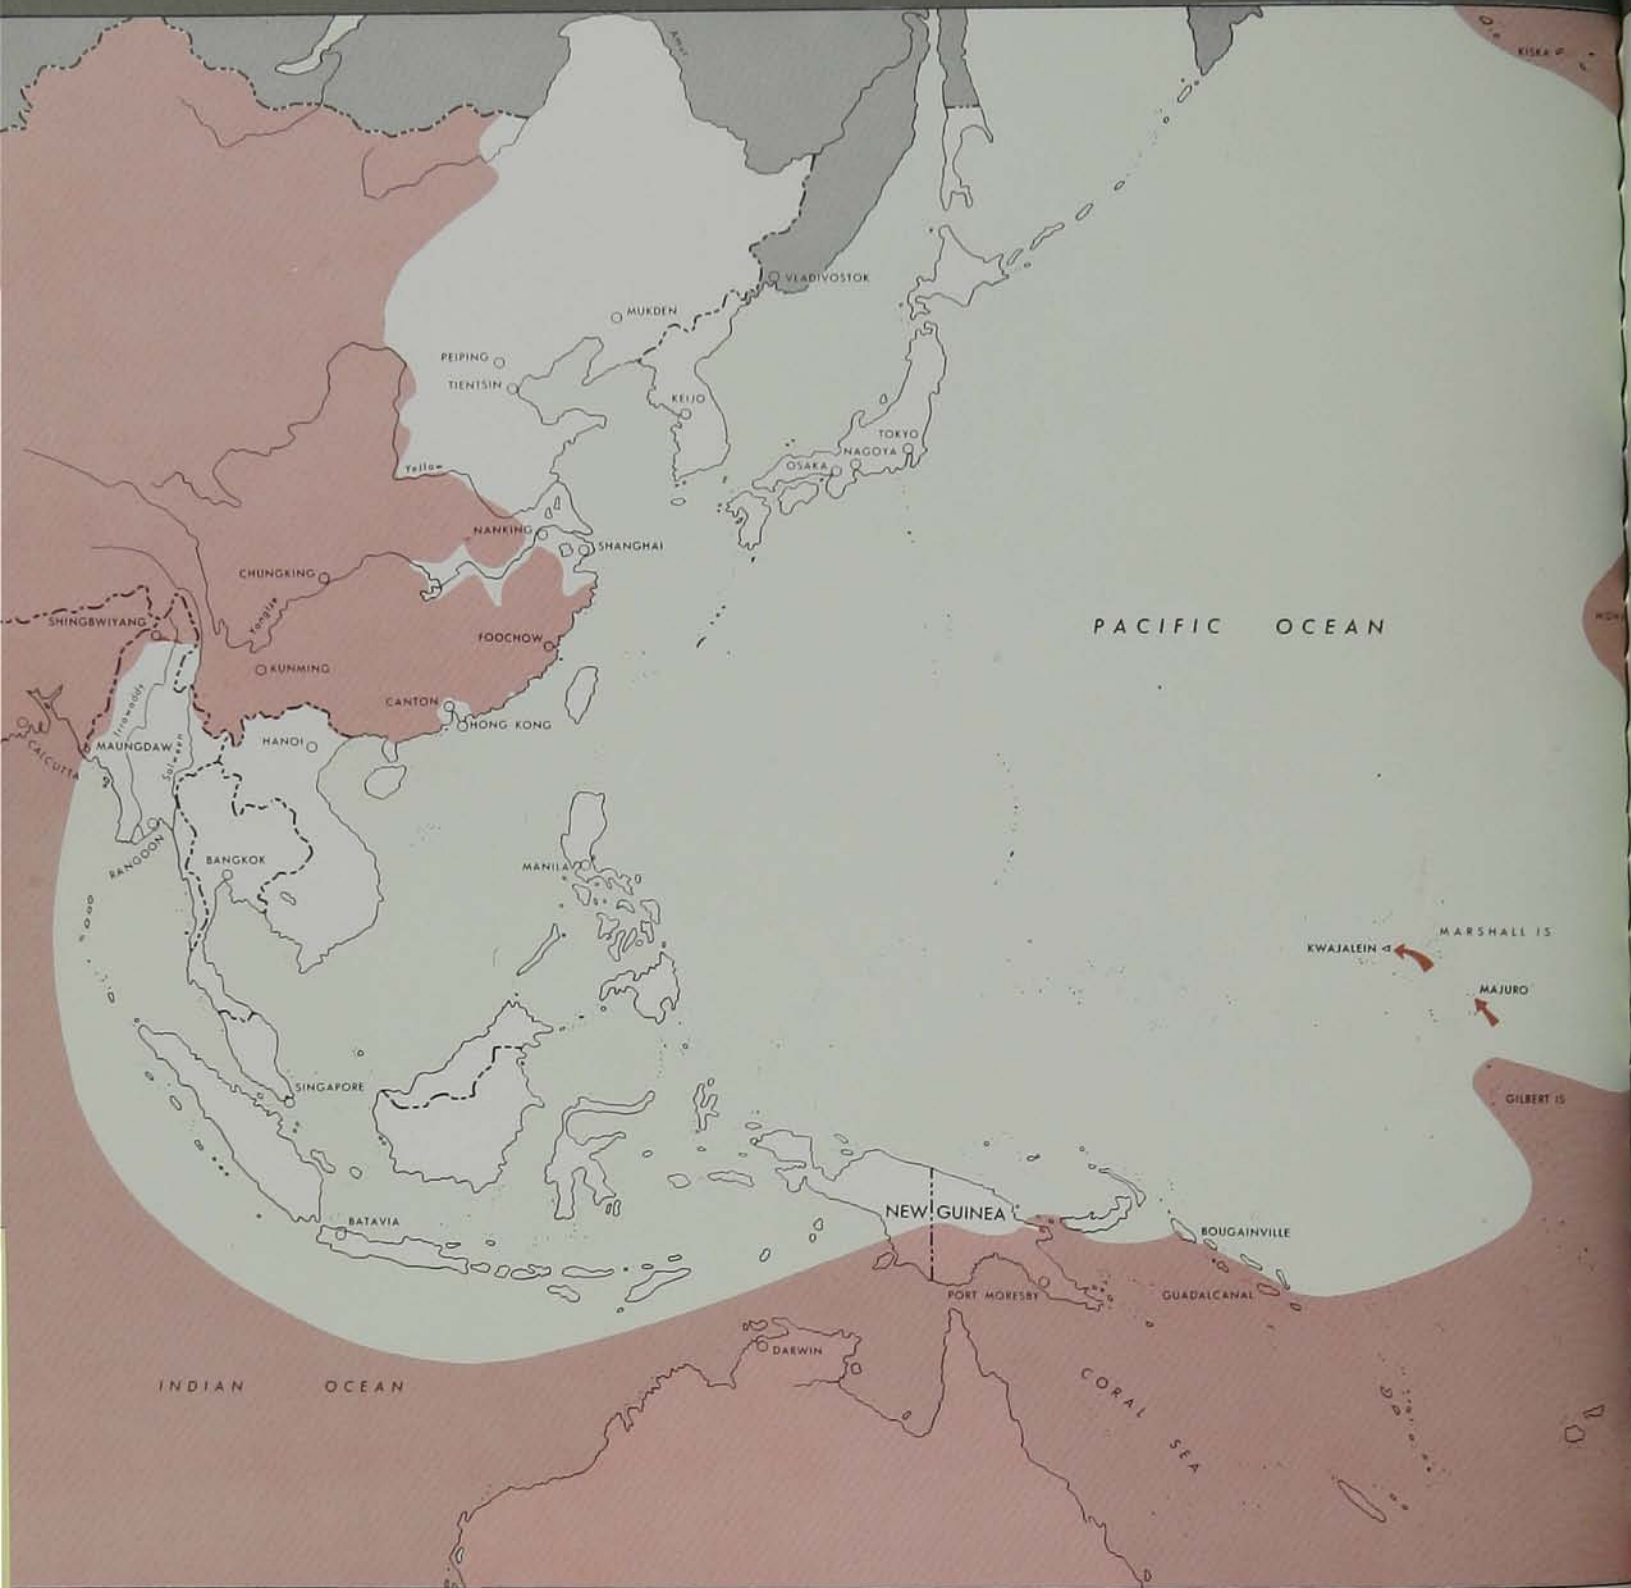 Amur
KISKA
VLADIVOSTOK
MUKDEN
PEIPING
TIENTSIN
KEIJO
TOKYO
NAGOYA
OSAKA
Yellow
NANKING
SHANGHAI
CHUNGKING
Yangtze
SHINGBWIYANG
FOOCHOW
KUNMING
PACIFIC OCEAN
CANTON
HONG KONG
Irrawaddy
MAUNGDAW
Salween
HANOI
CALCUTTA
RANGOON
BANGKOK
MANILA
MARSHALL IS
KWAJALEIN
MAJURO
SINGAPORE
GILBERT IS
BATAVIA
NEW GUINEA
BOUGAINVILLE
PORT MORESBY
GUADALCANAL
DARWIN
INDIAN OCEAN
CORAL SEA